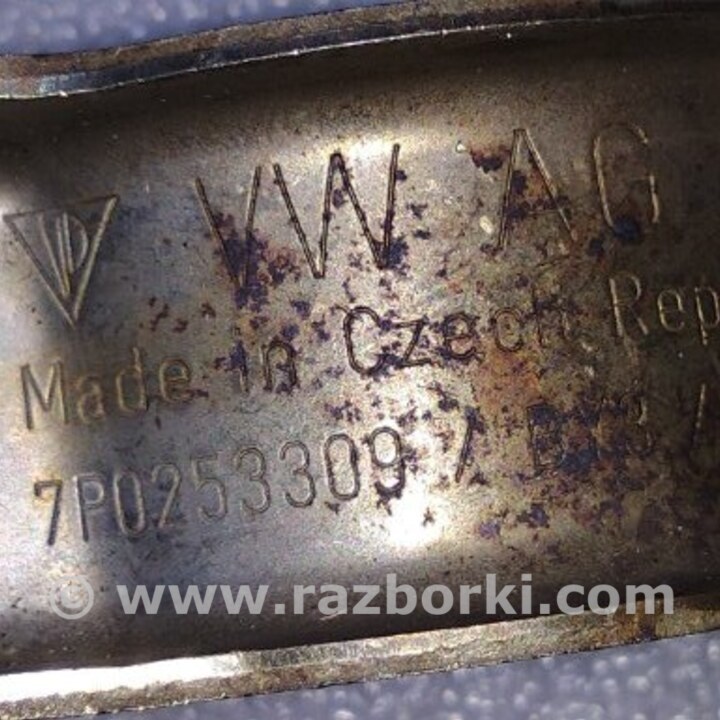 VW AG
Made in Czech Rep
7P0253309 /
© www.razborki.com